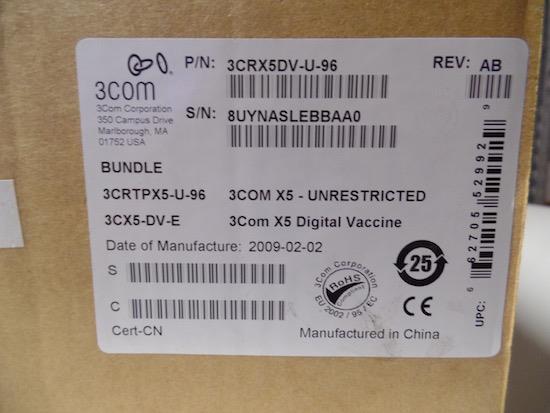 3COM
3Com Corporation
350 Campus Drive
Marlborough, MA
01752 USA
P/N: 3CRX5DV-U-96
REV: AB
S/N: 8UYNASLEBBAA0
BUNDLE
3CRTPX5-U-96 3COM X5 - UNRESTRICTED
3CX5-DV-E 3Com X5 Digital Vaccine
Date of Manufacture: 2009-02-02
S
C
Cert-CN
3Com Corporation
RoHS
Compliant
EU 2002 / 95 / EC
25
CE
Manufactured in China
UPC: 6 62705 52992 9